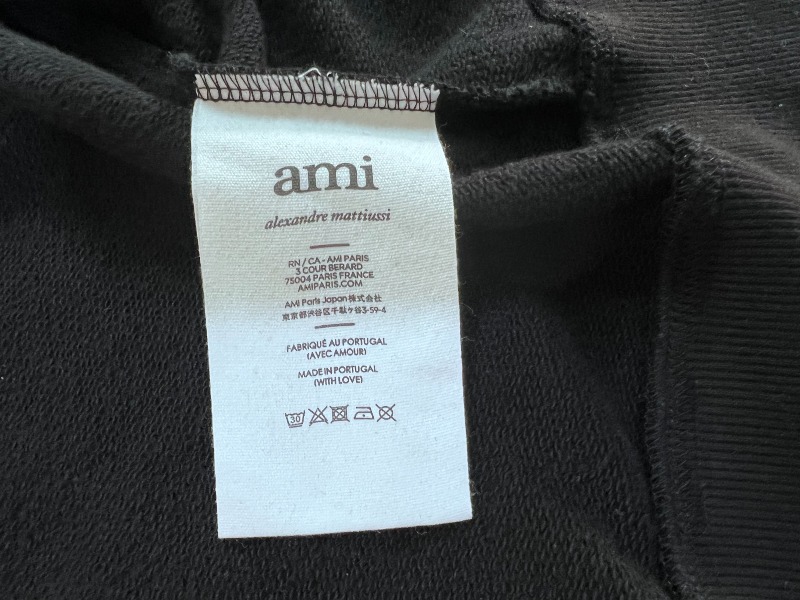 ami
alexandre mattiussi
RN / CA - AMI PARIS
3 COUR BERARD
75004 PARIS FRANCE
AMIPARIS.COM
AMI Paris Japan株式会社
東京都渋谷区千駄ヶ谷3-59-4
FABRIQUÉ AU PORTUGAL
(AVEC AMOUR)
MADE IN PORTUGAL
(WITH LOVE)
30